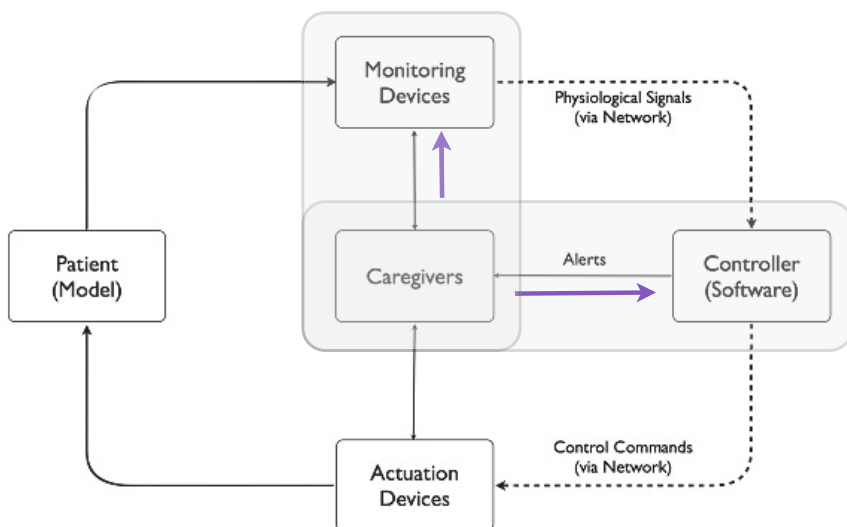 Monitoring
Devices
Physiological Signals
(via Network)
Patient
(Model)
Caregivers
Alerts
Controller
(Software)
Control Commands
(via Network)
Actuation
Devices